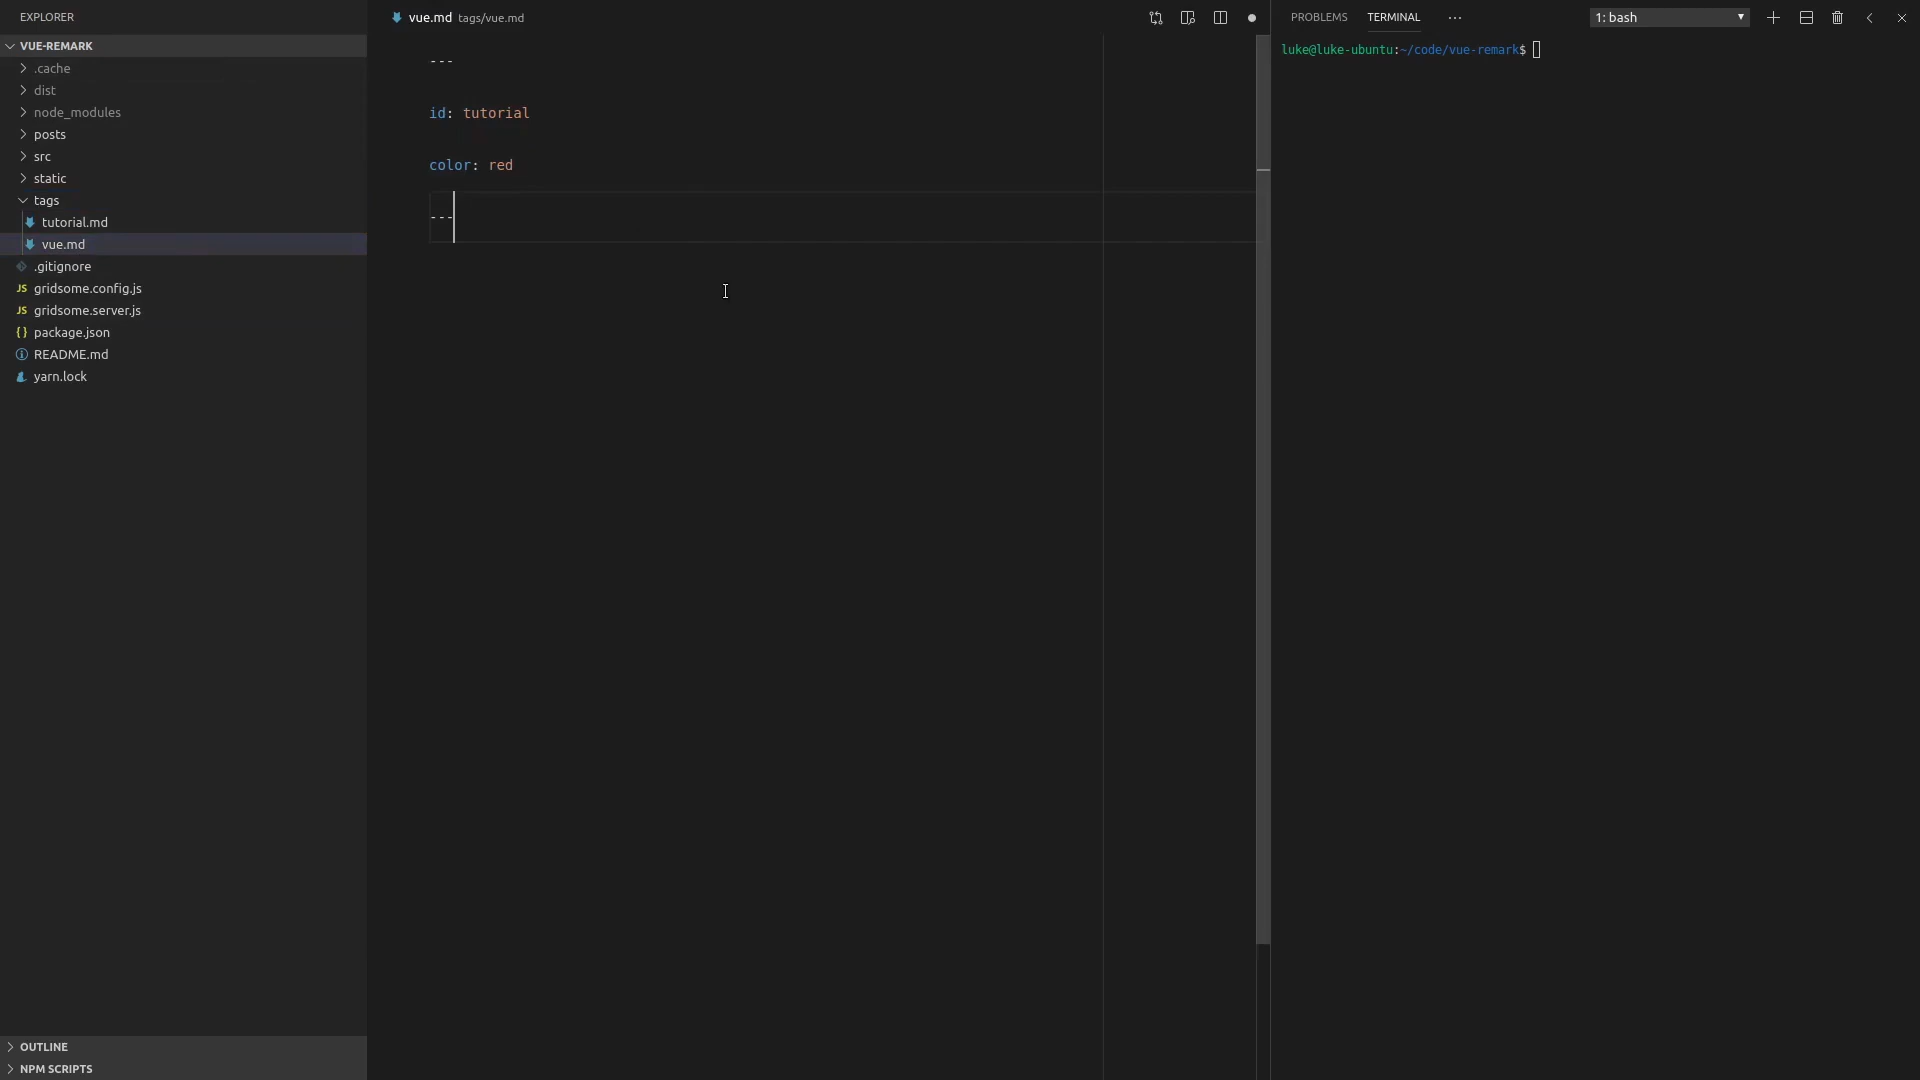 EXPLORER
VUE-REMARK
.cache
dist
node_modules
posts
src
static
tags
tutorial.md
vue.md
.gitignore
JS gridsome.config.js
JS gridsome.server.js
{ } package.json
README.md
yarn.lock
OUTLINE
NPM SCRIPTS
vue.md tags/vue.md
---
id: tutorial
color: red
---
PROBLEMS TERMINAL ··· 1: bash
luke@luke-ubuntu:~/code/vue-remark$